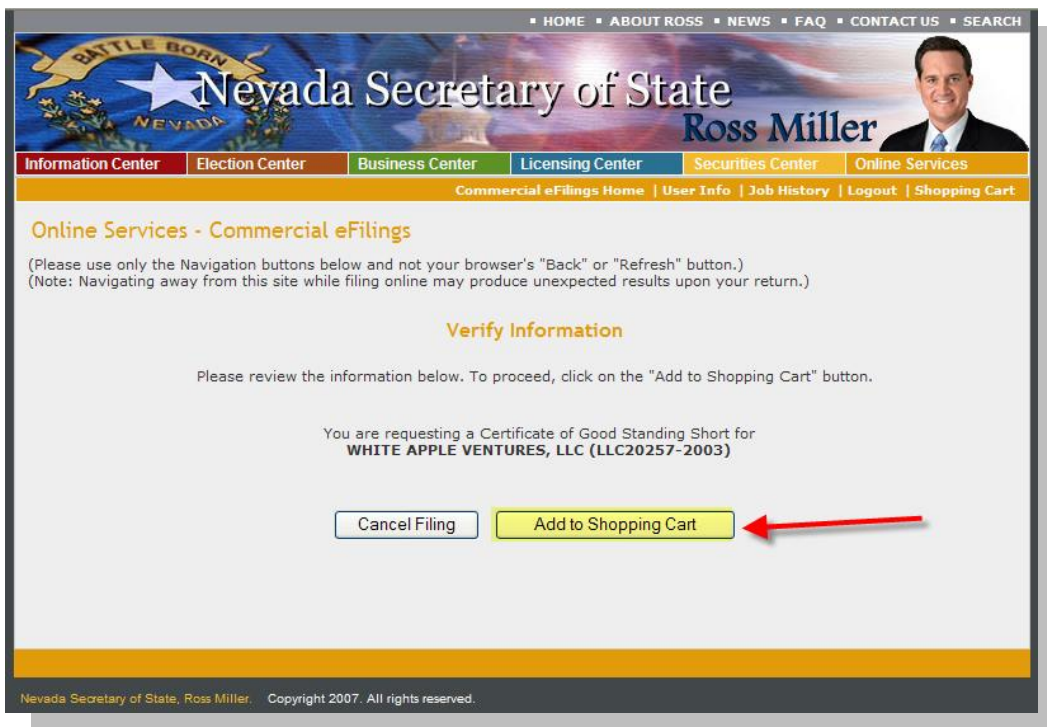 ▪ HOME ▪ ABOUT ROSS ▪ NEWS ▪ FAQ ▪ CONTACT US ▪ SEARCH
BATTLE BORN
NEVADA
Nevada Secretary of State
Ross Miller
Information Center Election Center Business Center Licensing Center Securities Center Online Services
Commercial eFilings Home | User Info | Job History | Logout | Shopping Cart
Online Services - Commercial eFilings
(Please use only the Navigation buttons below and not your browser's "Back" or "Refresh" button.)
(Note: Navigating away from this site while filing online may produce unexpected results upon your return.)
Verify Information
Please review the information below. To proceed, click on the "Add to Shopping Cart" button.
You are requesting a Certificate of Good Standing Short for
WHITE APPLE VENTURES, LLC (LLC20257-2003)
Cancel Filing Add to Shopping Cart
Nevada Secretary of State, Ross Miller. Copyright 2007. All rights reserved.